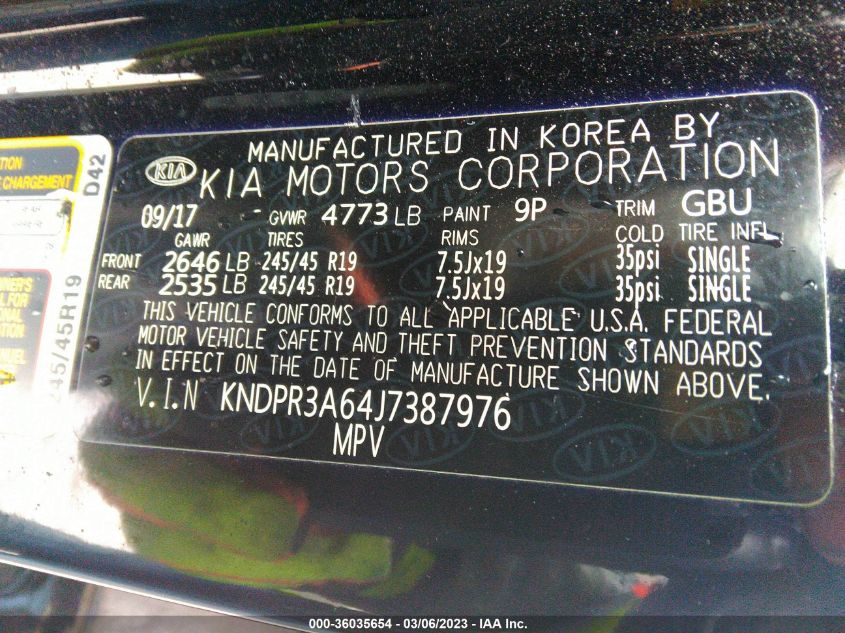 MANUFACTURED IN KOREA BY
KIA KIA MOTORS CORPORATION
09/17 GVWR 4773 LB PAINT 9P TRIM GBU
GAWR TIRES RIMS COLD TIRE INFL
FRONT 2646 LB 245/45 R19 7.5Jx19 35psi SINGLE
REAR 2535 LB 245/45 R19 7.5Jx19 35psi SINGLE
THIS VEHICLE CONFORMS TO ALL APPLICABLE U.S.A. FEDERAL
MOTOR VEHICLE SAFETY AND THEFT PREVENTION STANDARDS
IN EFFECT ON THE DATE OF MANUFACTURE SHOWN ABOVE.
V.I.N KNDPR3A64J7387976
MPV
D42
245/45R19
CHARGEMENT
000-36035654 - 03/06/2023 - IAA Inc.